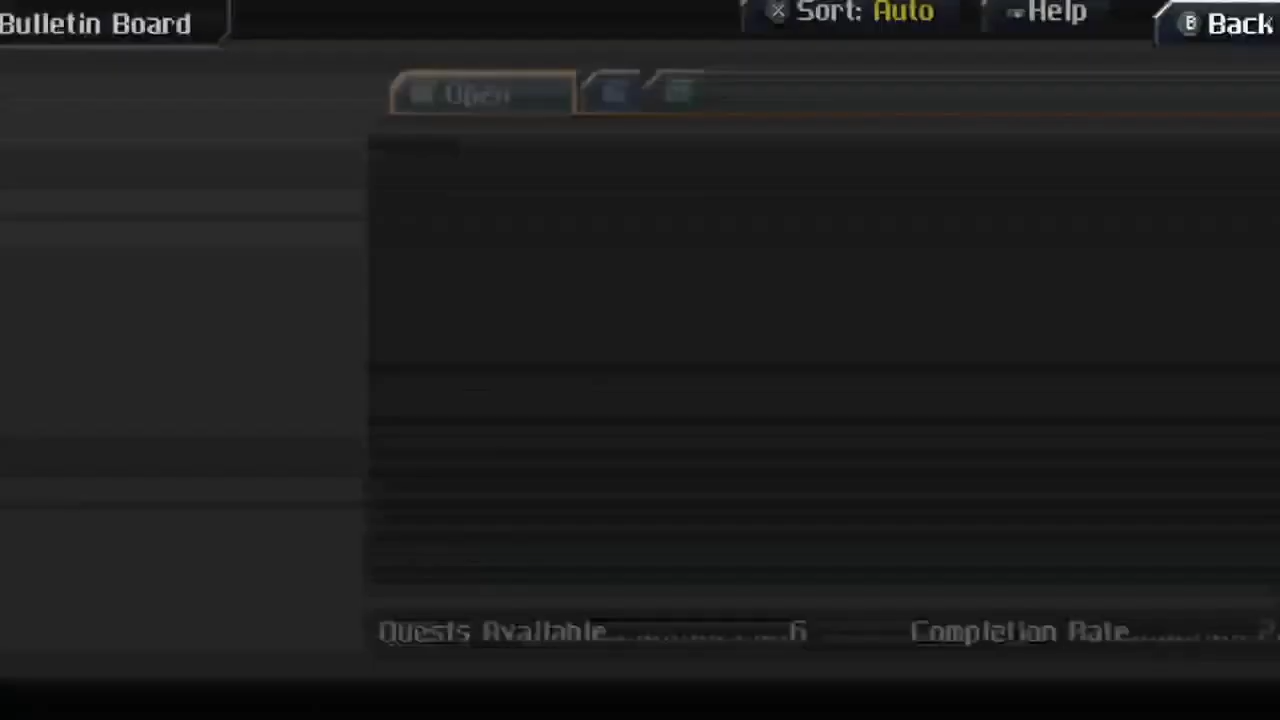 Bulletin Board
Sort: Auto
Help
B Back
Open
Quests Available 6
Completion Rate